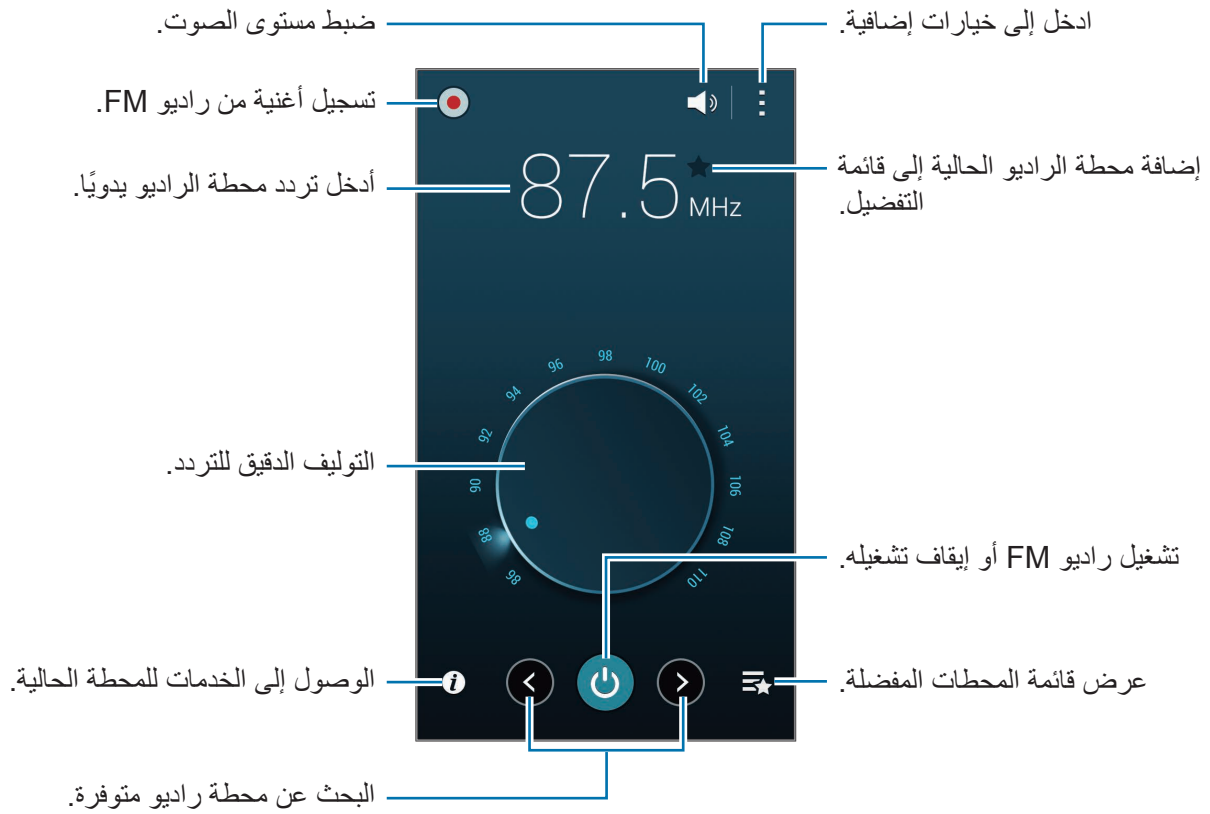 ادخل إلى خيارات إضافية.
ضبط مستوى الصوت.
تسجيل أغنية من راديو FM.
إضافة محطة الراديو الحالية إلى قائمة
التفضيل.
أدخل تردد محطة الراديو يدويًا.
87.5 MHz
86
88
90
92
94
96
98
100
102
104
106
108
110
التوليف الدقيق للتردد.
تشغيل راديو FM أو إيقاف تشغيله.
عرض قائمة المحطات المفضلة.
الوصول إلى الخدمات للمحطة الحالية.
البحث عن محطة راديو متوفرة.